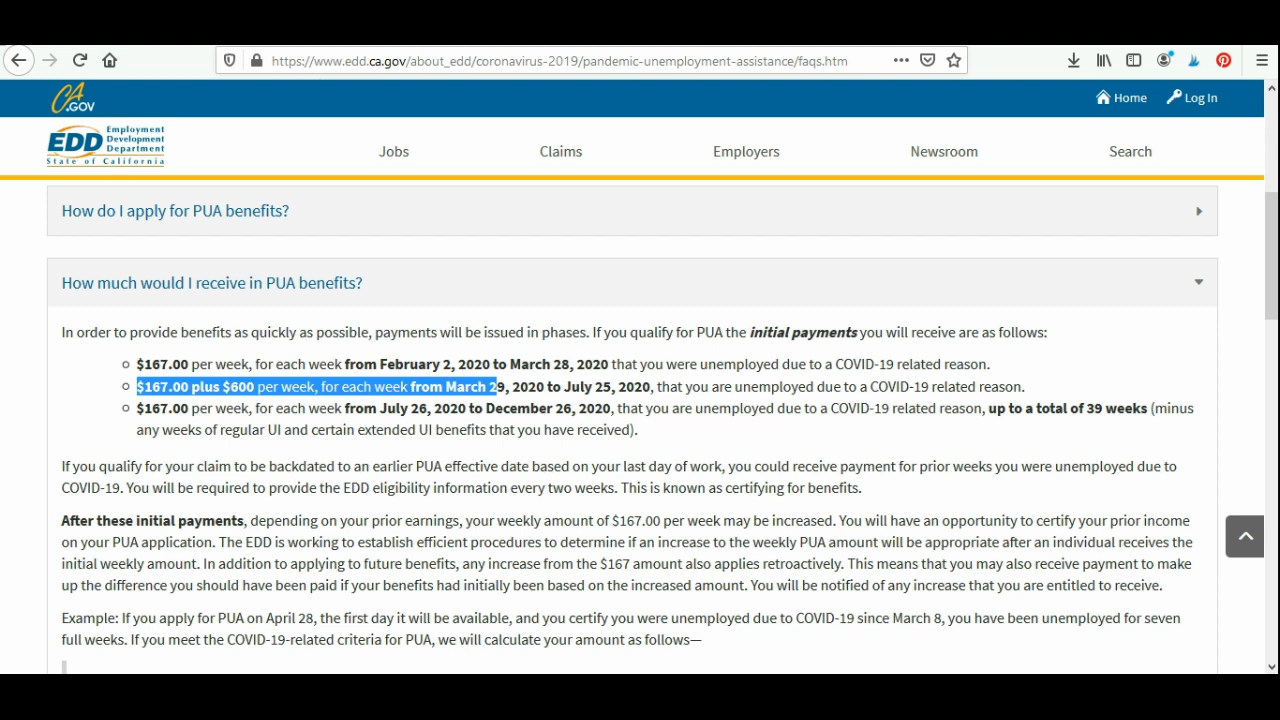 https://www.edd.ca.gov/about_edd/coronavirus-2019/pandemic-unemployment-assistance/faqs.htm
CA.GOV
Home
Log In
EDD Employment
Development
Department
State of California
Jobs
Claims
Employers
Newsroom
Search
How do I apply for PUA benefits?
How much would I receive in PUA benefits?
In order to provide benefits as quickly as possible, payments will be issued in phases. If you qualify for PUA the initial payments you will receive are as follows:
$167.00 per week, for each week from February 2, 2020 to March 28, 2020 that you were unemployed due to a COVID-19 related reason.
$167.00 plus $600 per week, for each week from March 29, 2020 to July 25, 2020, that you are unemployed due to a COVID-19 related reason.
$167.00 per week, for each week from July 26, 2020 to December 26, 2020, that you are unemployed due to a COVID-19 related reason, up to a total of 39 weeks (minus
any weeks of regular UI and certain extended UI benefits that you have received).
If you qualify for your claim to be backdated to an earlier PUA effective date based on your last day of work, you could receive payment for prior weeks you were unemployed due to
COVID-19. You will be required to provide the EDD eligibility information every two weeks. This is known as certifying for benefits.
After these initial payments, depending on your prior earnings, your weekly amount of $167.00 per week may be increased. You will have an opportunity to certify your prior income
on your PUA application. The EDD is working to establish efficient procedures to determine if an increase to the weekly PUA amount will be appropriate after an individual receives the
initial weekly amount. In addition to applying to future benefits, any increase from the $167 amount also applies retroactively. This means that you may also receive payment to make
up the difference you should have been paid if your benefits had initially been based on the increased amount. You will be notified of any increase that you are entitled to receive.
Example: If you apply for PUA on April 28, the first day it will be available, and you certify you were unemployed due to COVID-19 since March 8, you have been unemployed for seven
full weeks. If you meet the COVID-19-related criteria for PUA, we will calculate your amount as follows—